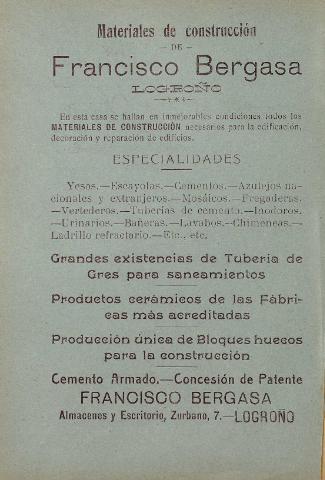 Materiales de construcción
— DE —
Francisco Bergasa
LOGROÑO
En esta casa se hallan en inmejorables condiciones todos los
MATERIALES DE CONSTRUCCIÓN necesarios para la edificación,
decoración y reparación de edificios.
ESPECIALIDADES
Yesos.—Escayolas.—Cementos.—Azulejos na-
cionales y extranjeros.—Mosáicos.—Fregaderas.
—Vertederos.—Tuberías de cemento.—Inodoros.
—Urinarios.—Bañeras.—Lavabos.—Chimeneas.—
Ladrillo refractario.—Etc., etc.
Grandes existencias de Tuberia de
Gres para saneamientos
Productos cerámicos de las Fábri-
cas más acreditadas
Producción única de Bloques huecos
para la construcción
Cemento Armado.—Concesión de Patente
FRANCISCO BERGASA
Almacenes y Escritorio, Zurbano, 7.—LOGROÑO